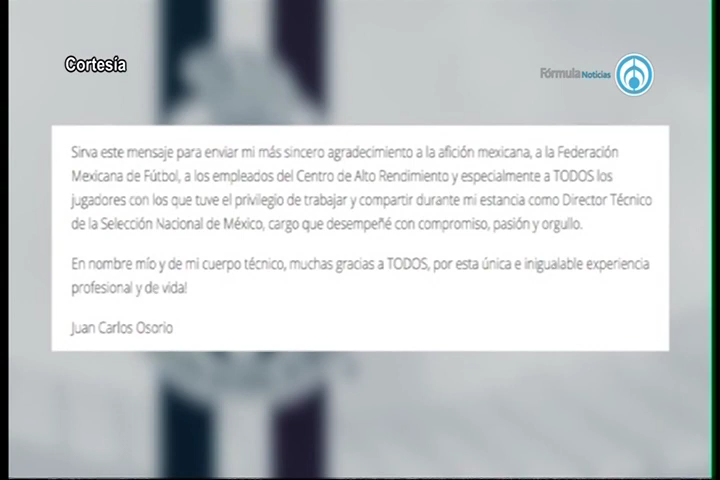 Cortesía
Fórmula Noticias
Sirva este mensaje para enviar mi más sincero agradecimiento a la afición mexicana, a la Federación
Mexicana de Fútbol, a los empleados del Centro de Alto Rendimiento y especialmente a TODOS los
jugadores con los que tuve el privilegio de trabajar y compartir durante mi estancia como Director Técnico
de la Selección Nacional de México, cargo que desempeñé con compromiso, pasión y orgullo.
En nombre mío y de mi cuerpo técnico, muchas gracias a TODOS, por esta única e inigualable experiencia
profesional y de vida!
Juan Carlos Osorio